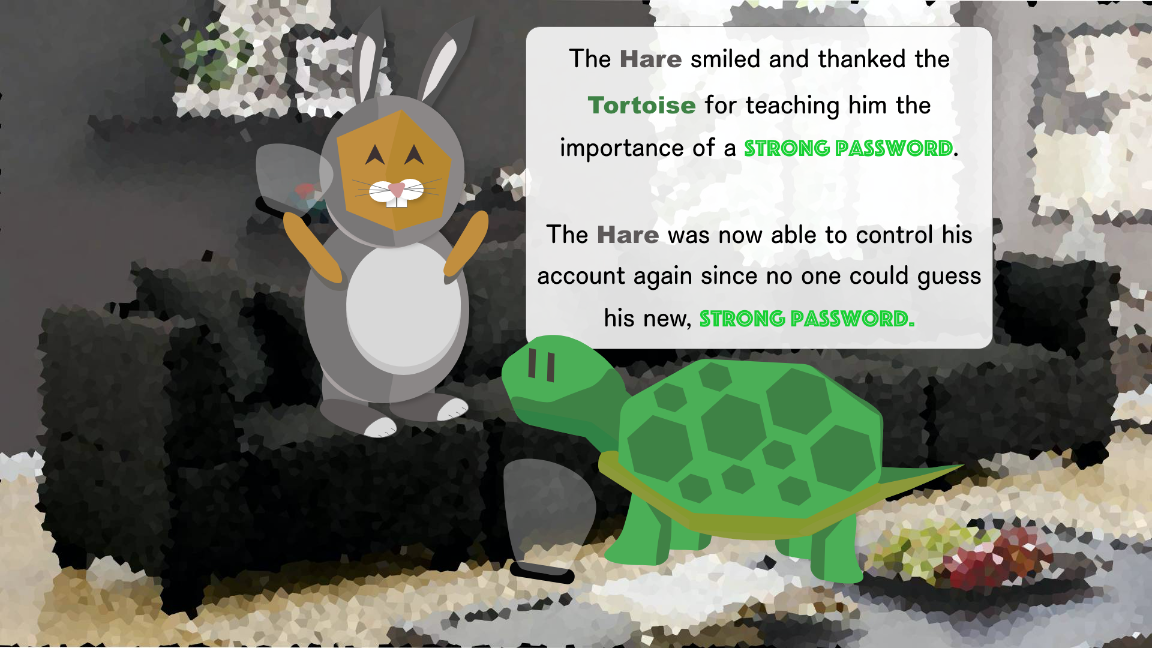 The Hare smiled and thanked the
Tortoise for teaching him the
importance of a STRONG PASSWORD.
The Hare was now able to control his
account again since no one could guess
his new, STRONG PASSWORD.